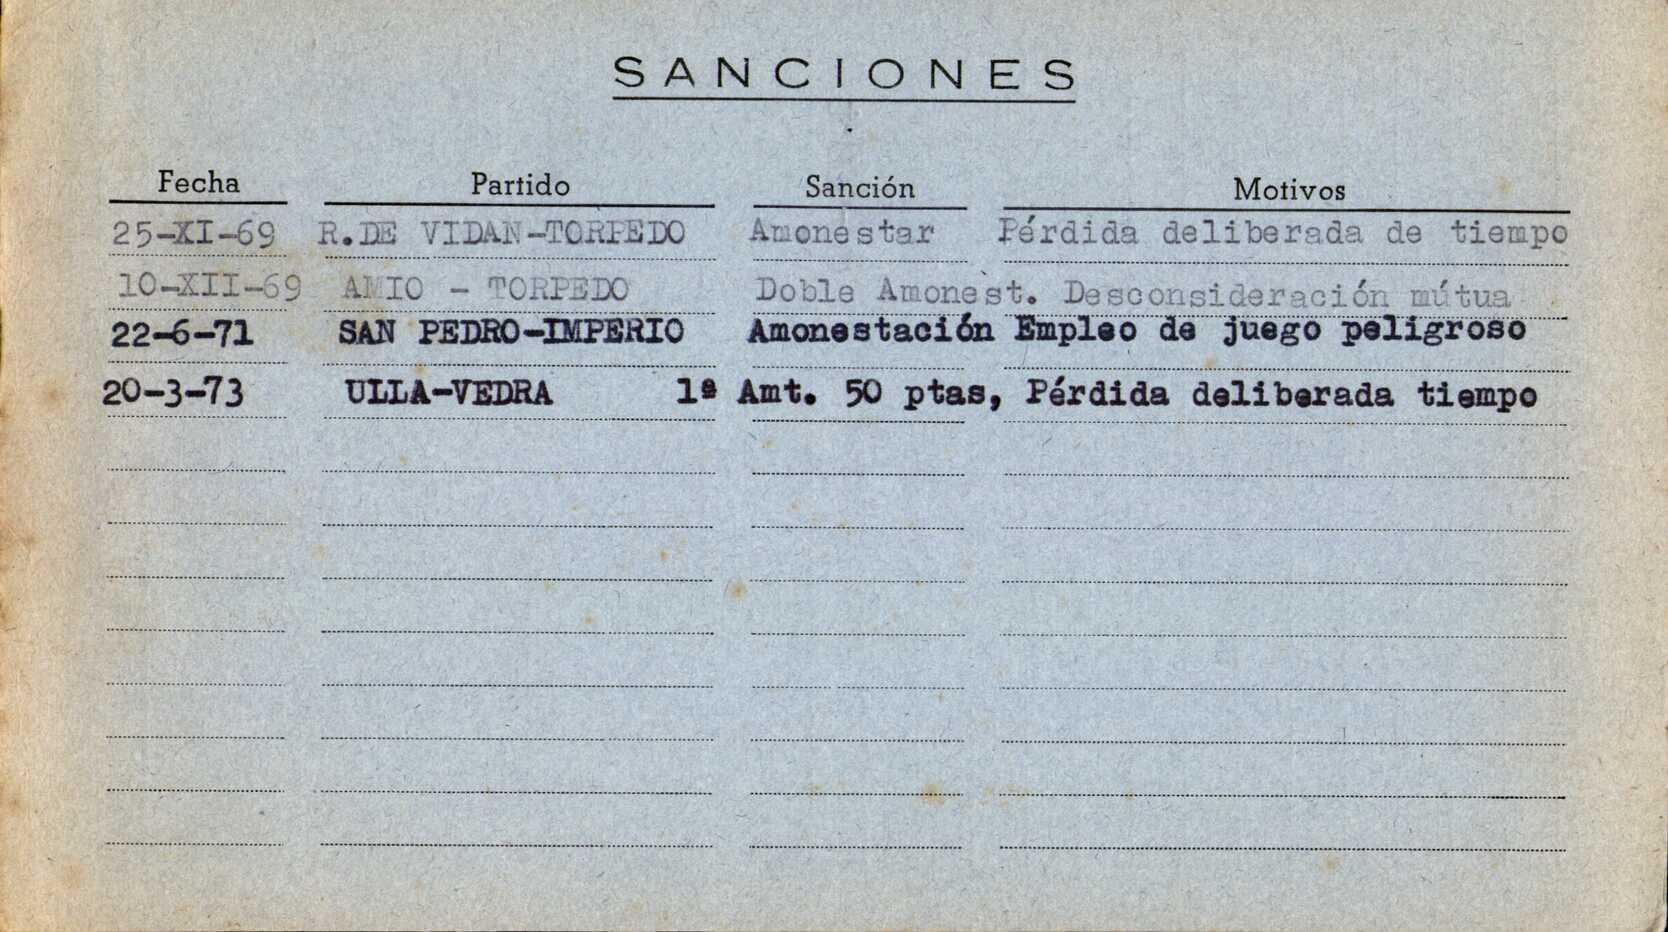 SANCIONES
Fecha Partido Sanción Motivos
25-XI-69 R.DE VIDAN-TORPEDO Amonestar Pérdida deliberada de tiempo
10-XII-69 AMIO - TORPEDO Doble Amonest. Desconsideración mútua
22-6-71 SAN PEDRO-IMPERIO Amonestación Empleo de juego peligroso
20-3-73 ULLA-VEDRA 1ª Amt. 50 ptas, Pérdida deliberada tiempo